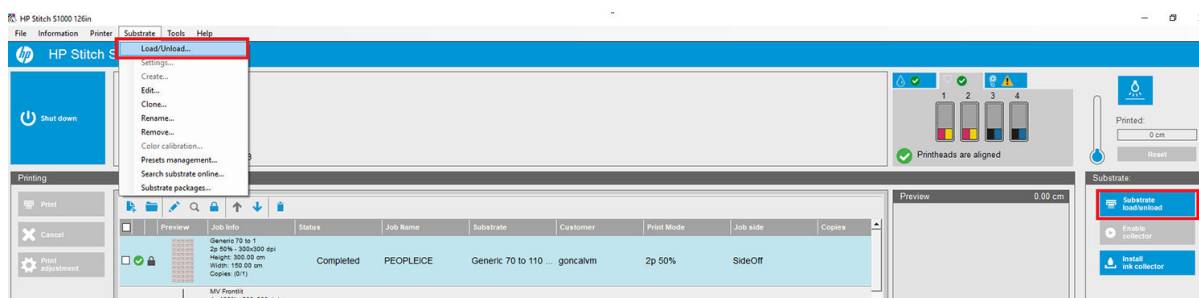 HP Stitch S1000 126in
File Information Printer Substrate Tools Help
HP Stitch S
Load/Unload...
Settings...
Create...
Edit...
Clone...
Rename...
Remove...
Color calibration...
Presets management...
Search substrate online...
Substrate packages...
Shut down
1 2 3 4
Printheads are aligned
Printed:
0 cm
Reset
Printing
Print
Cancel
Print
adjustment
Preview Job Info Status Job Name Substrate Customer Print Mode Job side Copies
Generic 70 to 1
2p 50% - 300x300 dpi
Height: 300.00 cm
Width: 150.00 cm
Copies: (0/1)
Completed PEOPLEICE Generic 70 to 110 ... goncalvm 2p 50% SideOff
MV Frontlit
Preview 0.00 cm
Substrate:
Substrate
load/unload
Enable
collector
Install
ink collector